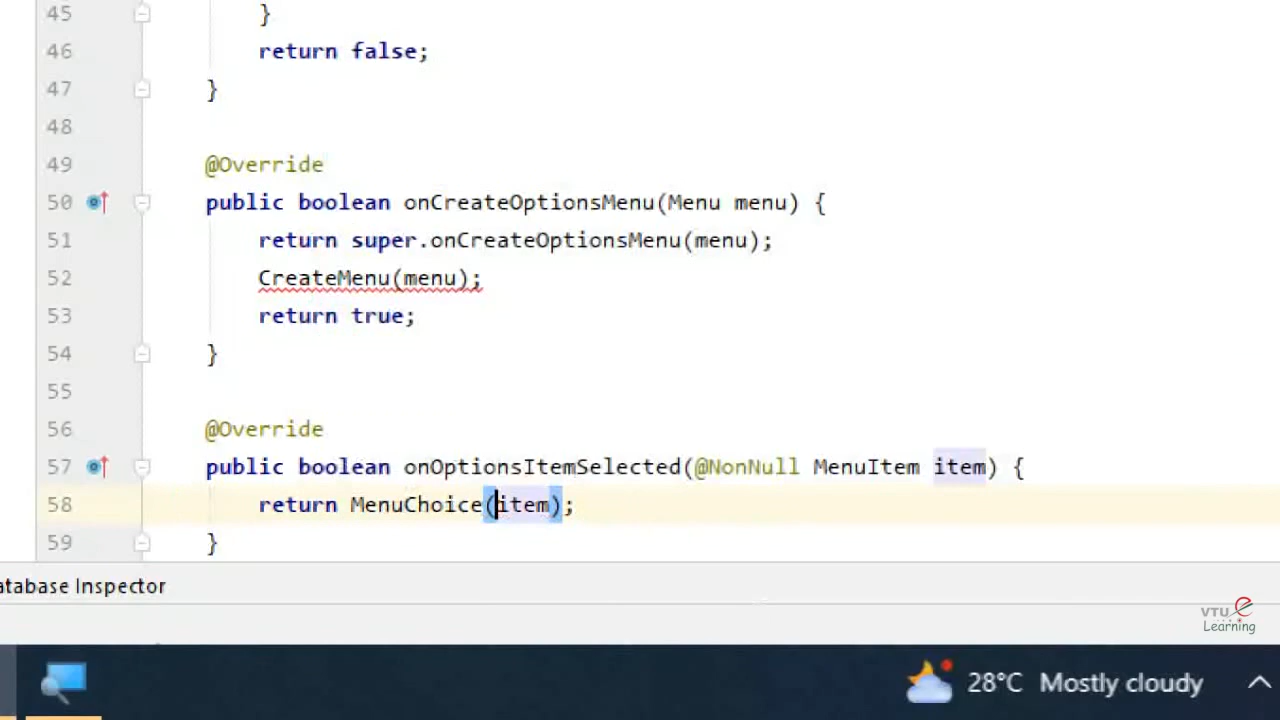 45 }
46 return false;
47 }
48
49 @Override
50 public boolean onCreateOptionsMenu(Menu menu) {
51 return super.onCreateOptionsMenu(menu);
52 CreateMenu(menu);
53 return true;
54 }
55
56 @Override
57 public boolean onOptionsItemSelected(@NonNull MenuItem item) {
58 return MenuChoice(item);
59 }
atabase Inspector
VTU e
Learning
28°C Mostly cloudy